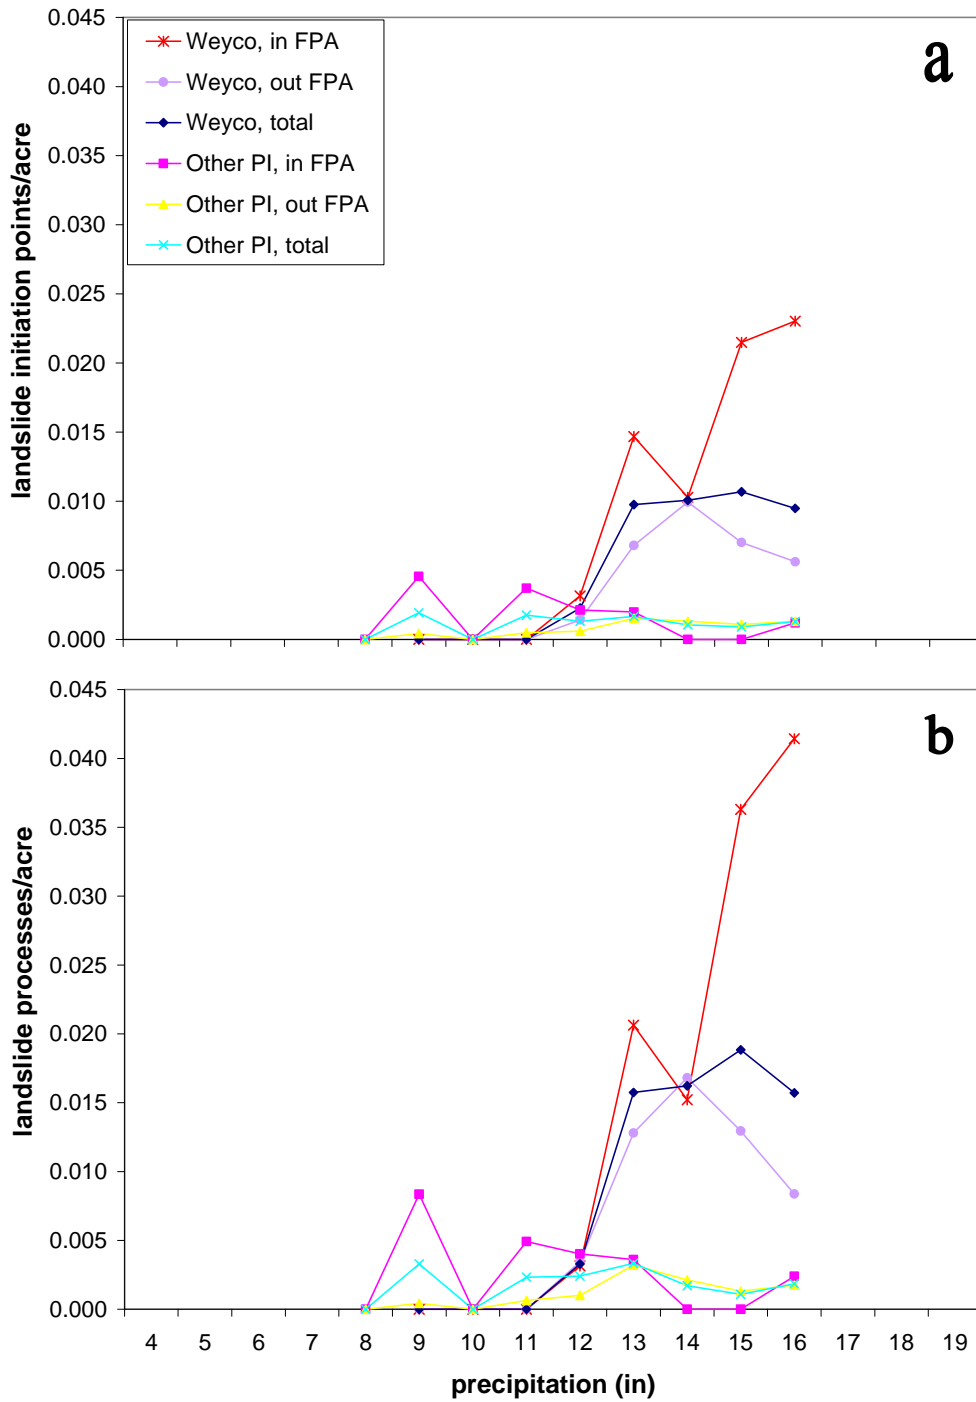 a
landslide initiation points/acre
0.045
0.040
0.035
0.030
0.025
0.020
0.015
0.010
0.005
0.000
Weyco, in FPA
Weyco, out FPA
Weyco, total
Other PI, in FPA
Other PI, out FPA
Other PI, total
b
landslide processes/acre
0.045
0.040
0.035
0.030
0.025
0.020
0.015
0.010
0.005
0.000
4 5 6 7 8 9 10 11 12 13 14 15 16 17 18 19
precipitation (in)